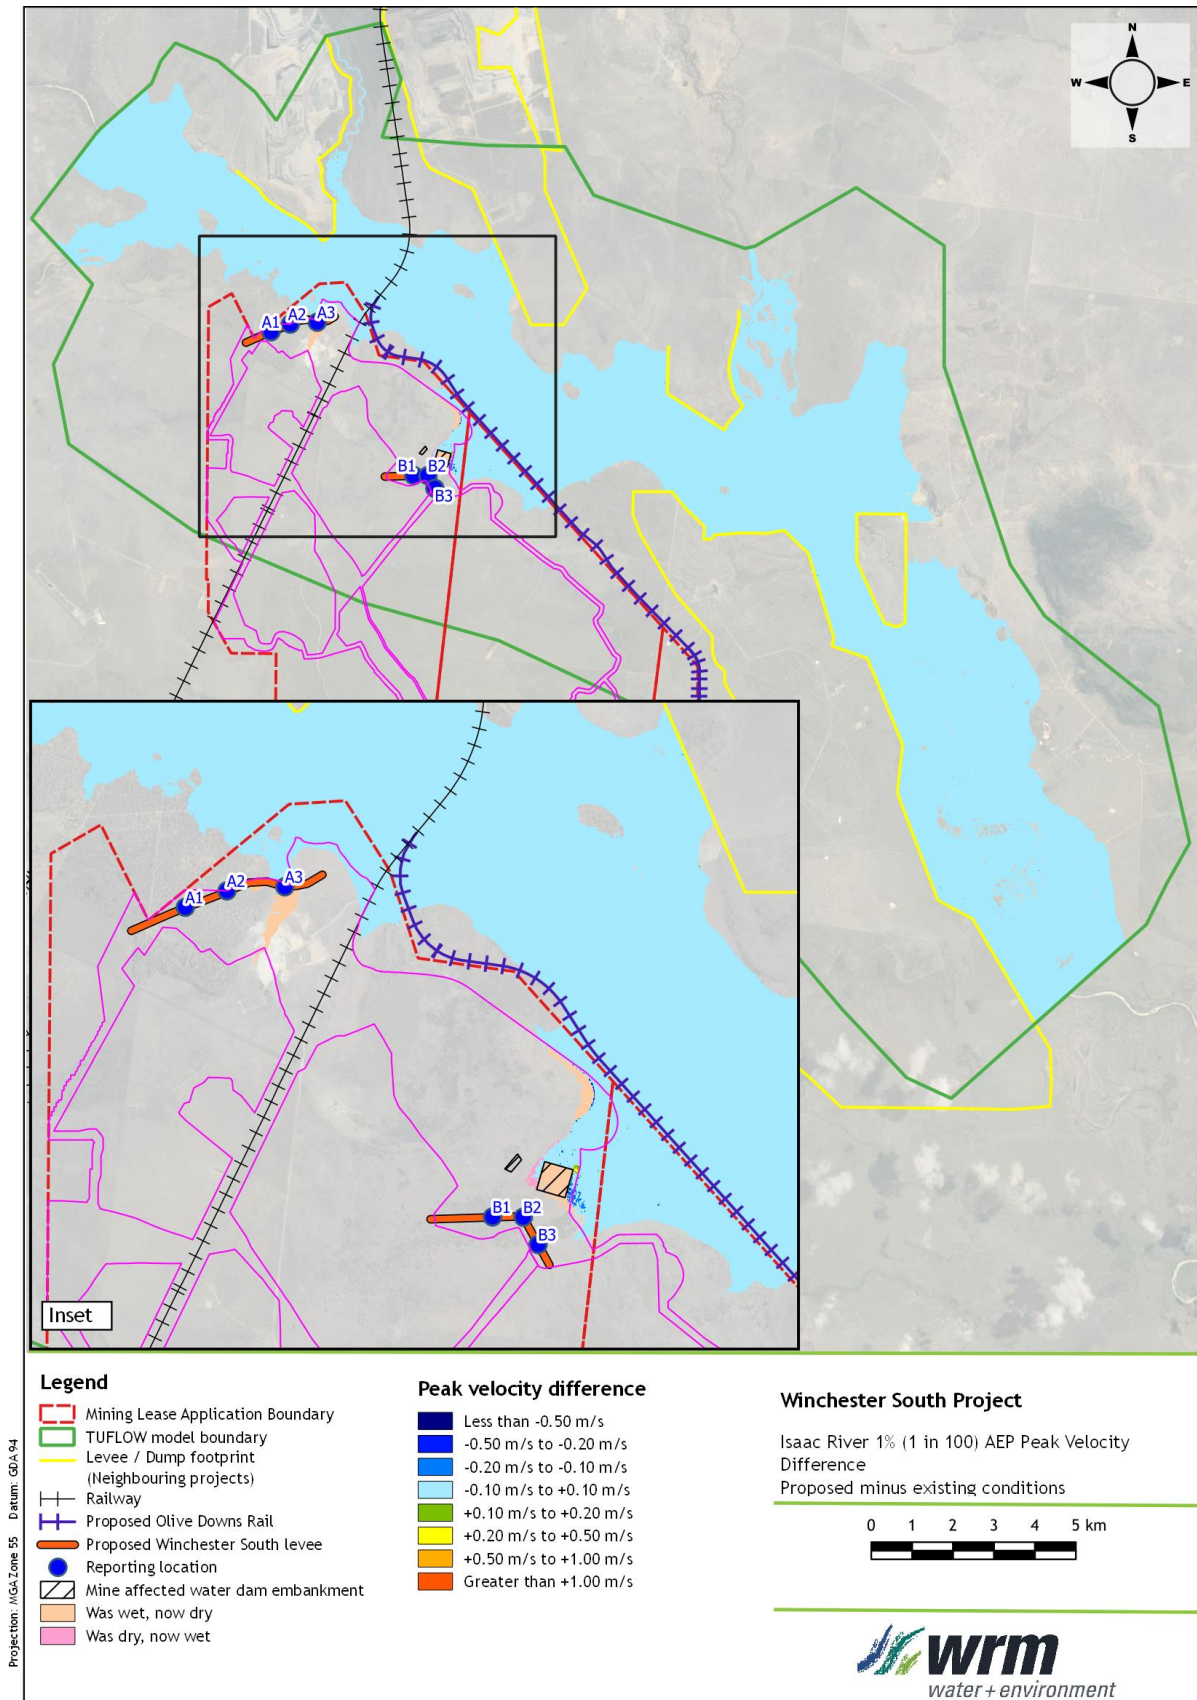 N
W
E
S
A1
A2
A3
B1
B2
B3
A1
A2
A3
B1
B2
B3
Inset
Legend
Mining Lease Application Boundary
TUFLOW model boundary
Levee / Dump footprint
(Neighbouring projects)
Railway
Proposed Olive Downs Rail
Proposed Winchester South levee
Reporting location
Mine affected water dam embankment
Was wet, now dry
Was dry, now wet
Peak velocity difference
Less than -0.50 m/s
-0.50 m/s to -0.20 m/s
-0.20 m/s to -0.10 m/s
-0.10 m/s to +0.10 m/s
+0.10 m/s to +0.20 m/s
+0.20 m/s to +0.50 m/s
+0.50 m/s to +1.00 m/s
Greater than +1.00 m/s
Winchester South Project
Isaac River 1% (1 in 100) AEP Peak Velocity
Difference
Proposed minus existing conditions
0 1 2 3 4 5 km
wrm
water + environment
Projection: MGA Zone 55 Datum: GDA94